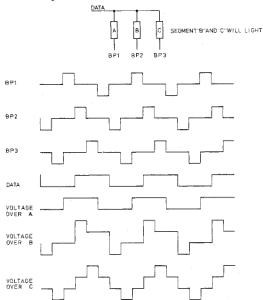 DATA
A B C SEGMENT"B"AND"C"WILL LIGHT
BP1 BP2 BP3
BP1
BP2
BP3
DATA
VOLTAGE
OVER A
VOLTAGE
OVER B
VOLTAGE
OVER C